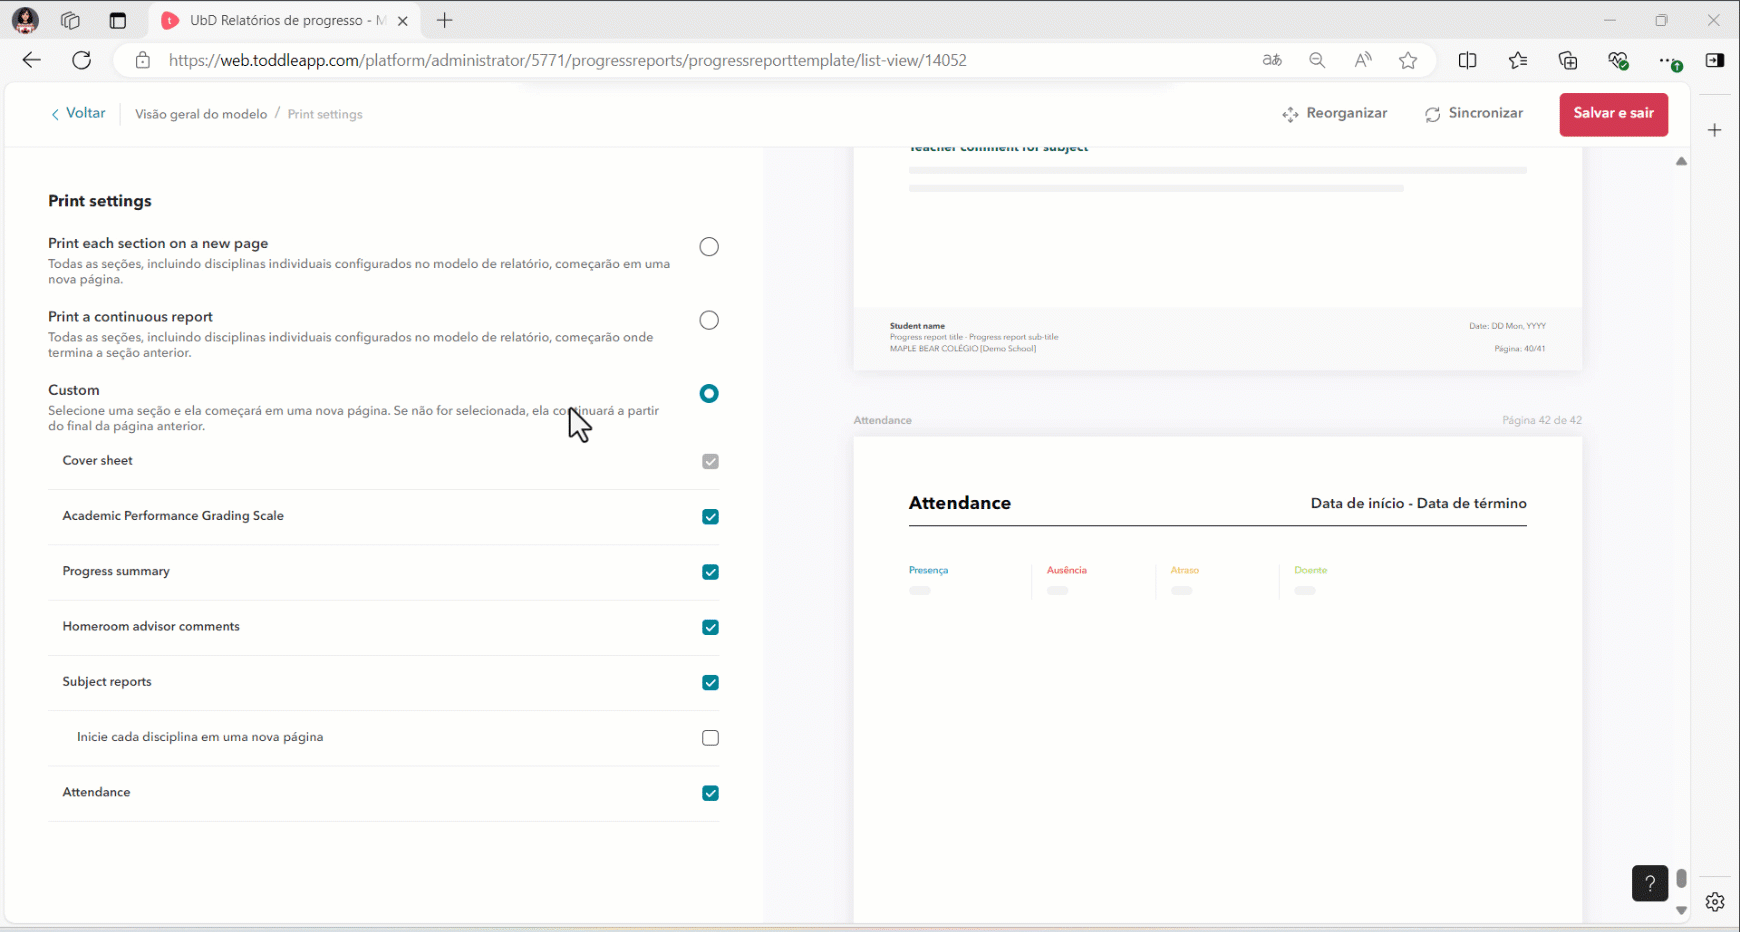 UbD Relatórios de progresso - M
https://web.toddleapp.com/platform/administrator/5771/progressreports/progressreporttemplate/list-view/14052
Voltar
Visão geral do modelo / Print settings
Reorganizar
Sincronizar
Salvar e sair
Print settings
Print each section on a new page
Todas as seções, incluindo disciplinas individuais configurados no modelo de relatório, começarão em uma
nova página.
Print a continuous report
Todas as seções, incluindo disciplinas individuais configurados no modelo de relatório, começarão onde
termina a seção anterior.
Custom
Selecione uma seção e ela começará em uma nova página. Se não for selecionada, ela continuará a partir
do final da página anterior.
Cover sheet
Academic Performance Grading Scale
Progress summary
Homeroom advisor comments
Subject reports
Inicie cada disciplina em uma nova página
Attendance
Teacher comment for subject
Student name
Progress report title - Progress report sub-title
MAPLE BEAR COLÉGIO [Demo School]
Date: DD Mon, YYYY
Página: 40/41
Attendance
Página 42 de 42
Attendance
Data de início - Data de término
Presença
Ausência
Atraso
Doente
?